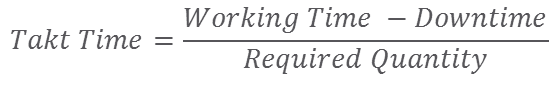 Takt Time = Working Time − Downtime
Required Quantity